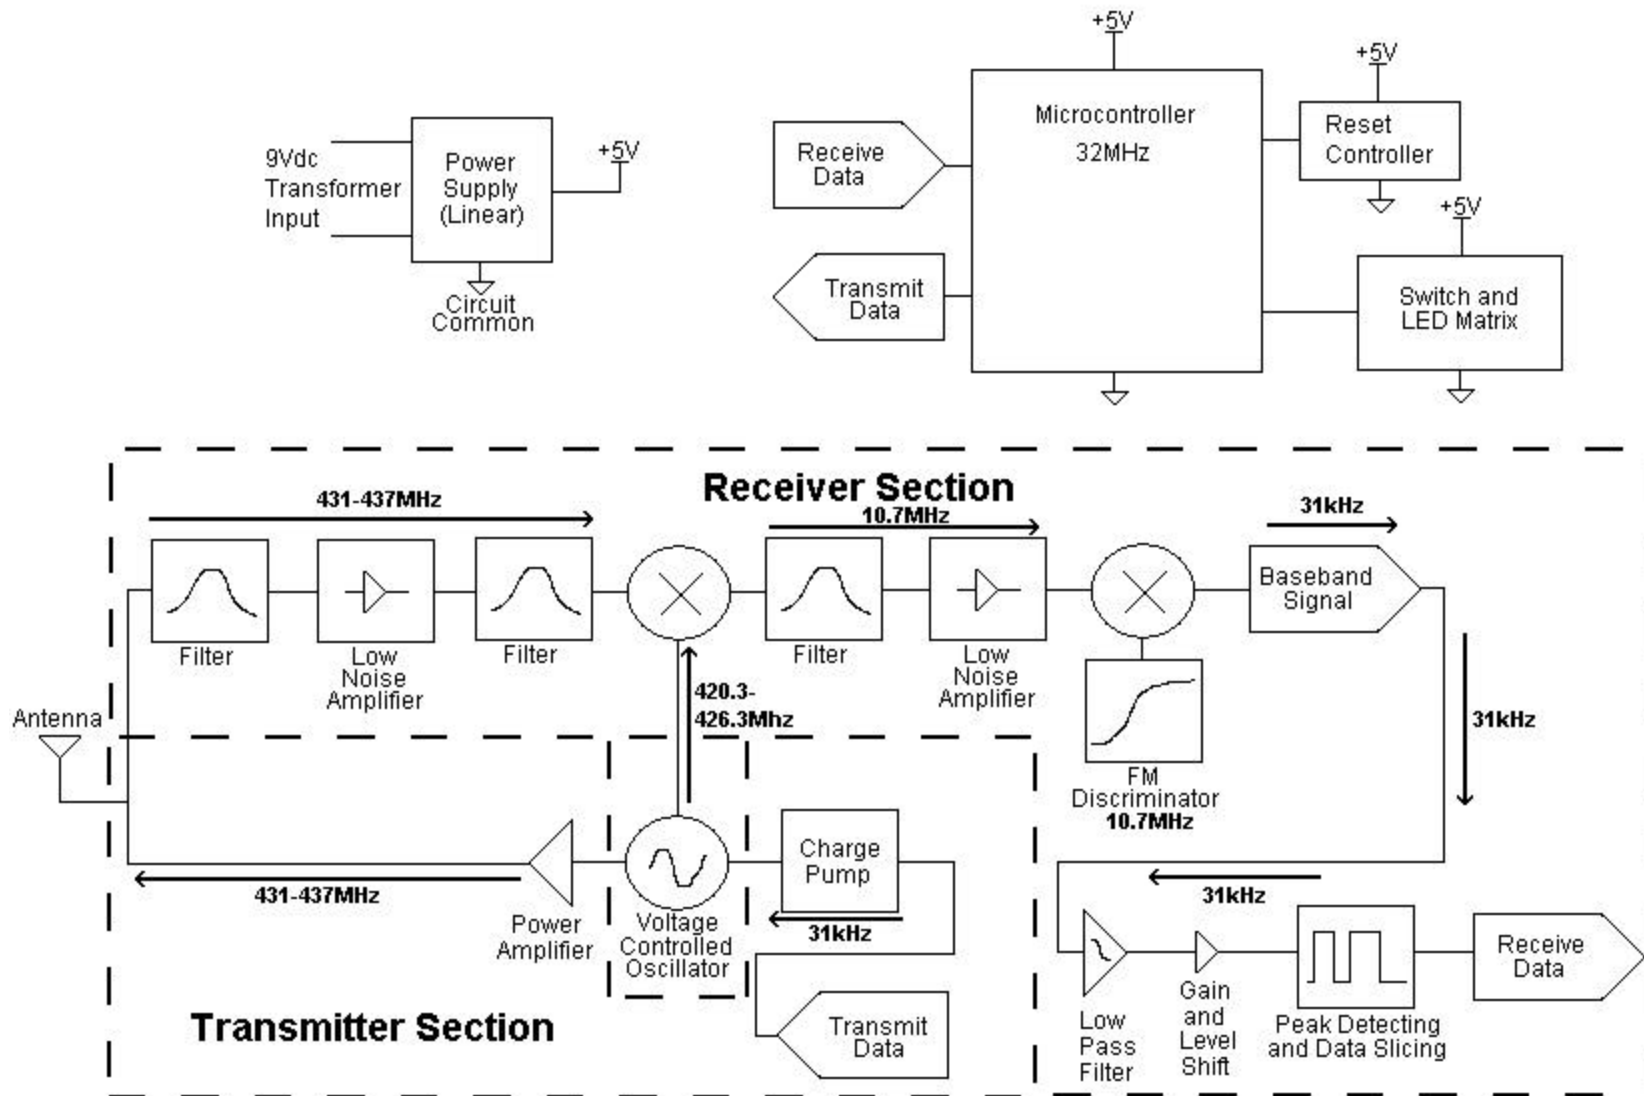 +5V
+5V
Microcontroller
32MHz
Reset
Controller
Receive
Data
9Vdc
Transformer
Input
Power
Supply
(Linear)
+5V
Circuit
Common
Transmit
Data
+5V
Switch and
LED Matrix
Receiver Section
431-437MHz
10.7MHz
31kHz
Baseband
Signal
Filter
Low
Noise
Amplifier
Filter
Filter
Low
Noise
Amplifier
420.3-
426.3Mhz
Antenna
31kHz
FM
Discriminator
10.7MHz
Charge
Pump
431-437MHz
31kHz
31kHz
Power
Amplifier
Voltage
Controlled
Oscillator
Receive
Data
Transmitter Section
Transmit
Data
Low
Pass
Filter
Gain
and
Level
Shift
Peak Detecting
and Data Slicing